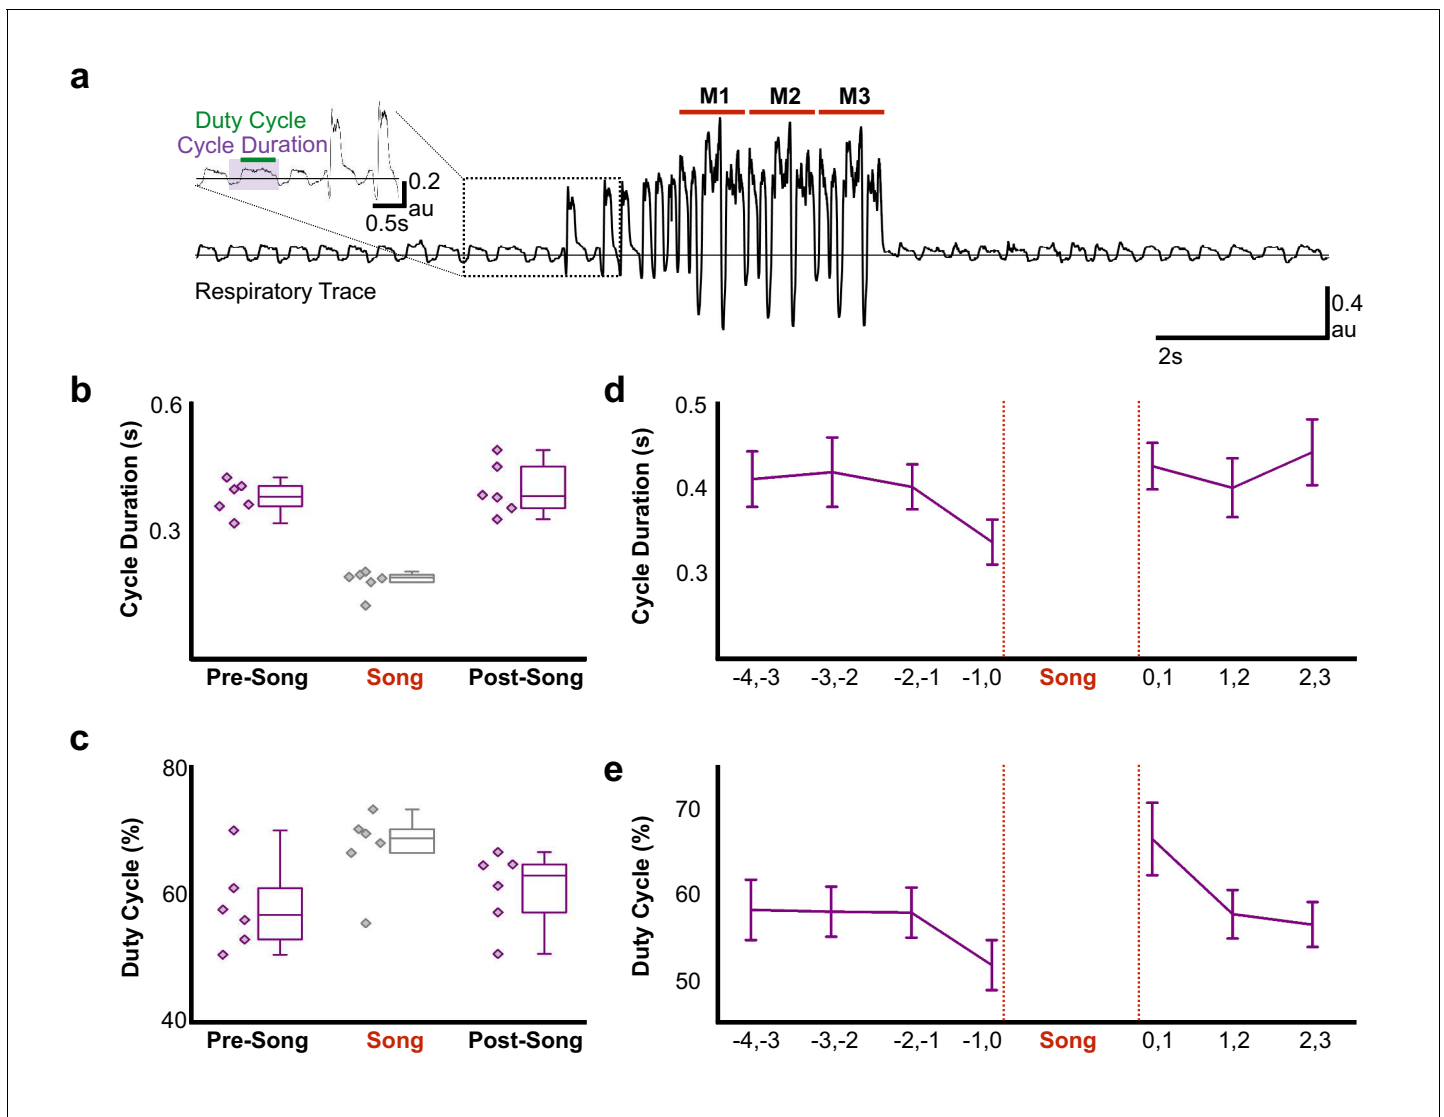 a
M1 M2 M3
Duty Cycle
Cycle Duration
0.2
au
0.5s
Respiratory Trace
0.4
au
2s
b
Cycle Duration (s)
0.6
0.3
Pre-Song Song Post-Song
d
Cycle Duration (s)
0.5
0.4
0.3
-4,-3 -3,-2 -2,-1 -1,0 Song 0,1 1,2 2,3
c
Duty Cycle (%)
80
60
40
Pre-Song Song Post-Song
e
Duty Cycle (%)
70
60
50
-4,-3 -3,-2 -2,-1 -1,0 Song 0,1 1,2 2,3